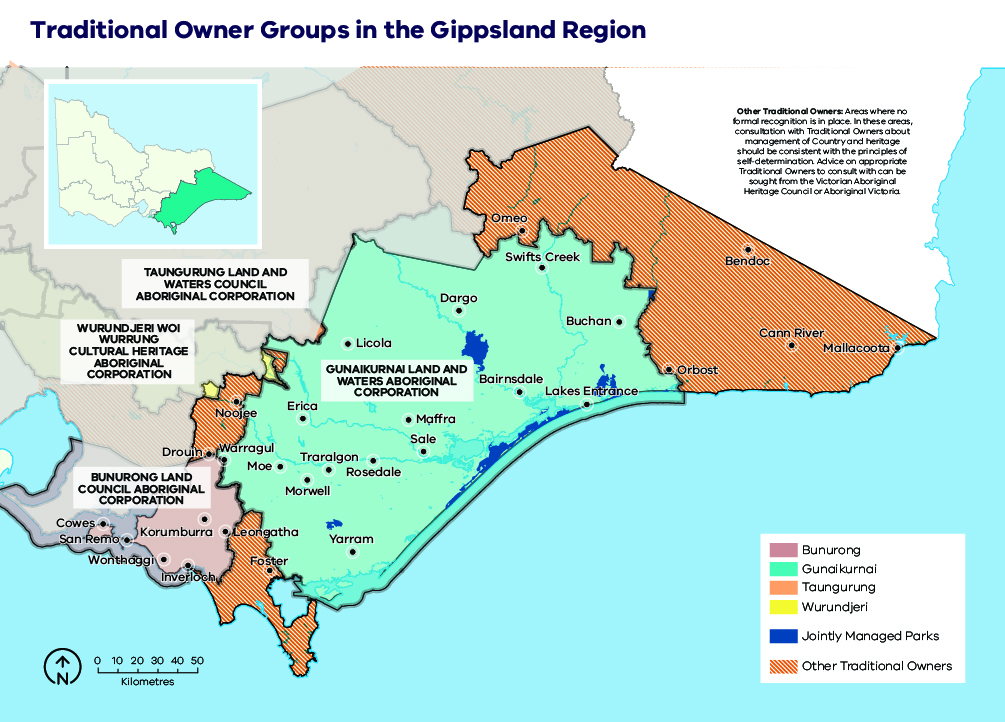 Traditional Owner Groups in the Gippsland Region
Other Traditional Owners: Areas where no
formal recognition is in place. In these areas,
consultation with Traditional Owners about
management of Country and heritage
should be consistent with the principles of
self-determination. Advice on appropriate
Traditional Owners to consult with can be
sought from the Victorian Aboriginal
Heritage Council or Aboriginal Victoria.
Omeo
Swifts Creek
Bendoc
TAUNGURUNG LAND AND
WATERS COUNCIL
ABORIGINAL CORPORATION
Dargo
Buchan
WURUNDJERI WOI
WURRUNG
CULTURAL HERITAGE
ABORIGINAL
CORPORATION
Licola
Cann River
Mallacoota
GUNAIKURNAI LAND AND
WATERS ABORIGINAL
CORPORATION
Orbost
Bairnsdale
Lakes Entrance
Noojee
Erica
Maffra
Sale
Drouin
Warragul
Moe
Traralgon
Rosedale
Morwell
BUNURONG LAND
COUNCIL ABORIGINAL
CORPORATION
Cowes
San Remo
Korumburra
Leongatha
Yarram
Wonthaggi
Inverloch
Foster
Bunurong
Gunaikurnai
Taungurung
Wurundjeri
Jointly Managed Parks
Other Traditional Owners
N
0 10 20 30 40 50
Kilometres